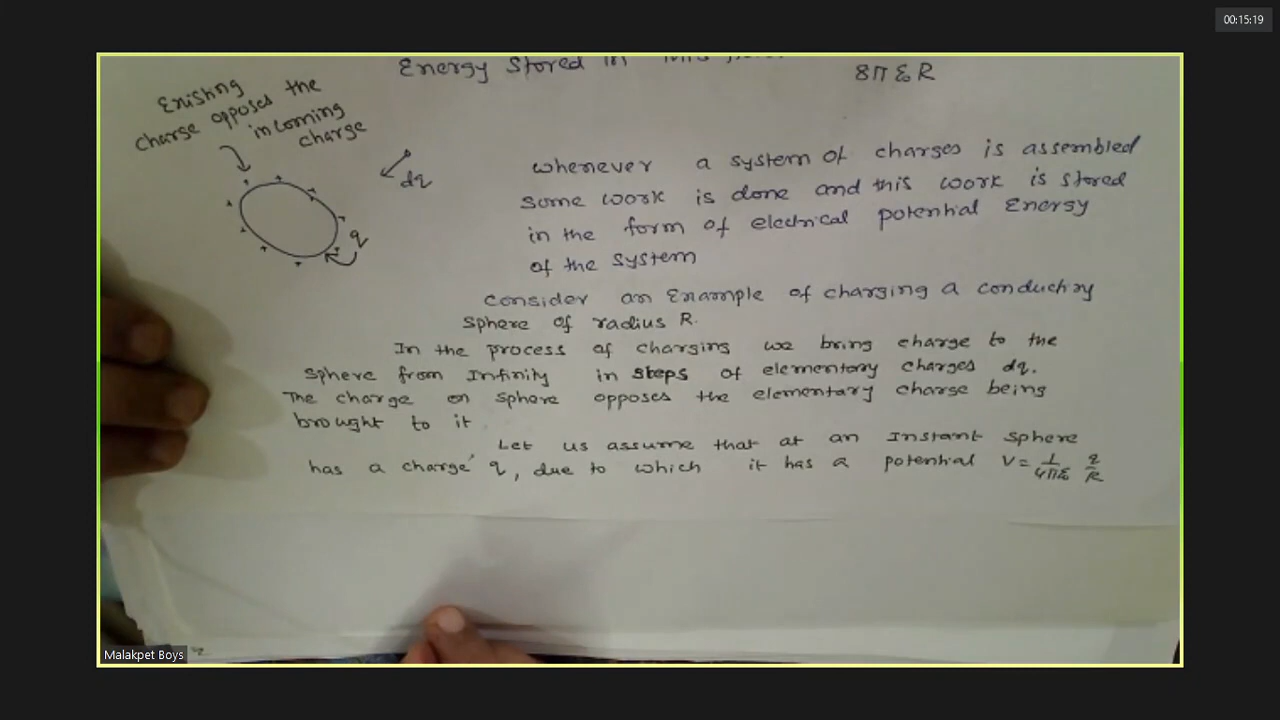 00:15:19
Energy Stored in this
8π ε R
Existing
charge opposes the
incoming
charge
dq
q
whenever a system of charges is assembled
some work is done and this work is stored
in the form of electrical potential Energy
of the system
Consider an Example of charging a conducting
sphere of radius R.
In the process of charging we bring charge to the
sphere from Infinity in steps of elementary charges dq.
The charge on sphere opposes the elementary charge being
brought to it
Let us assume that at an Instant sphere
has a charge q, due to which it has a potential V = 1/4πε₀ q/R
Malakpet Boys